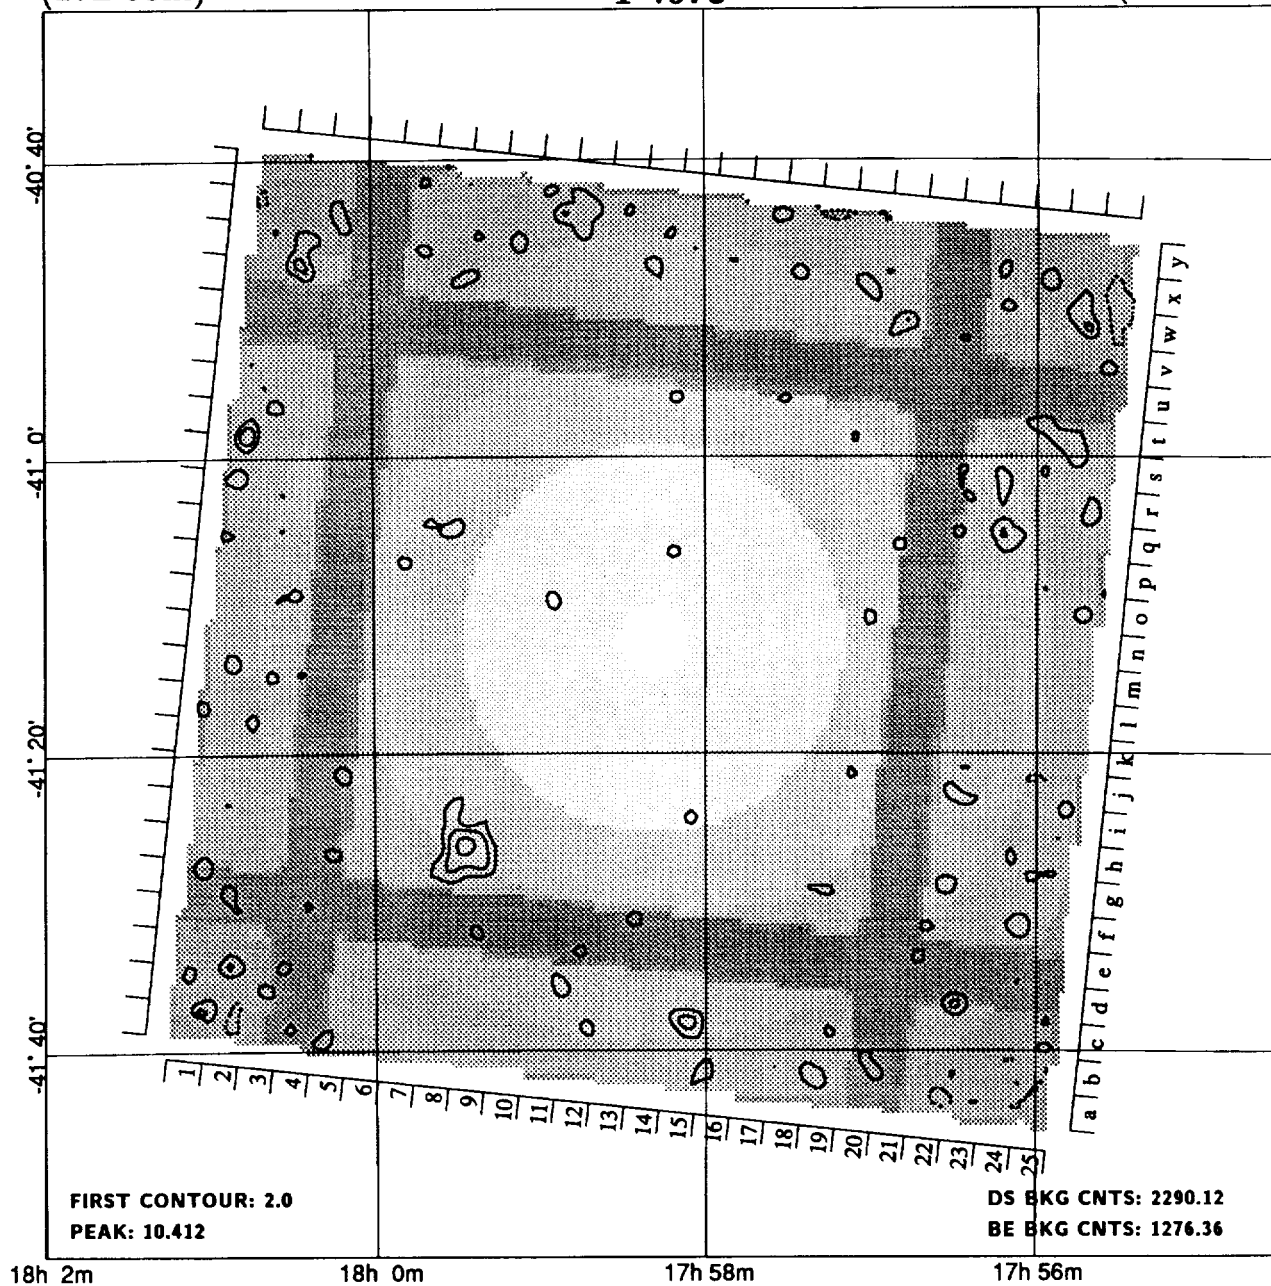 -40° 40'
-41° 0'
-41° 20'
-41° 40'
y
x
w
v
u
t
s
r
q
p
o
n
m
l
k
j
i
h
g
f
e
d
c
b
a
1 2 3 4 5 6 7 8 9 10 11 12 13 14 15 16 17 18 19 20 21 22 23 24 25
FIRST CONTOUR: 2.0
PEAK: 10.412
DS BKG CNTS: 2290.12
BE BKG CNTS: 1276.36
18h 2m 18h 0m 17h 58m 17h 56m